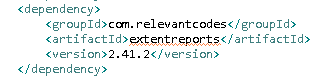 <dependency>
<groupId>com.relevantcodes</groupId>
<artifactId>extentreports</artifactId>
<version>2.41.2</version>
</dependency>